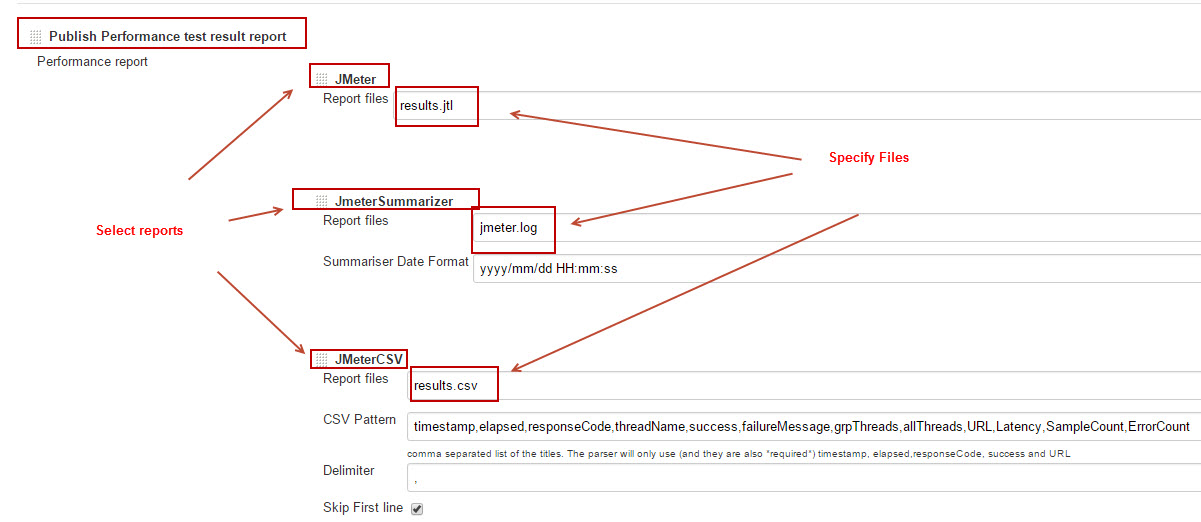 Publish Performance test result report
Performance report
JMeter
Report files
results.jtl
Specify Files
JmeterSummarizer
Report files
jmeter.log
Select reports
Summariser Date Format
yyyy/mm/dd HH:mm:ss
JMeterCSV
Report files
results.csv
CSV Pattern
timestamp,elapsed,responseCode,threadName,success,failureMessage,grpThreads,allThreads,URL,Latency,SampleCount,ErrorCount
comma separated list of the titles. The parser will only use (and they are also *required*) timestamp, elapsed,responseCode, success and URL
Delimiter
,
Skip First line